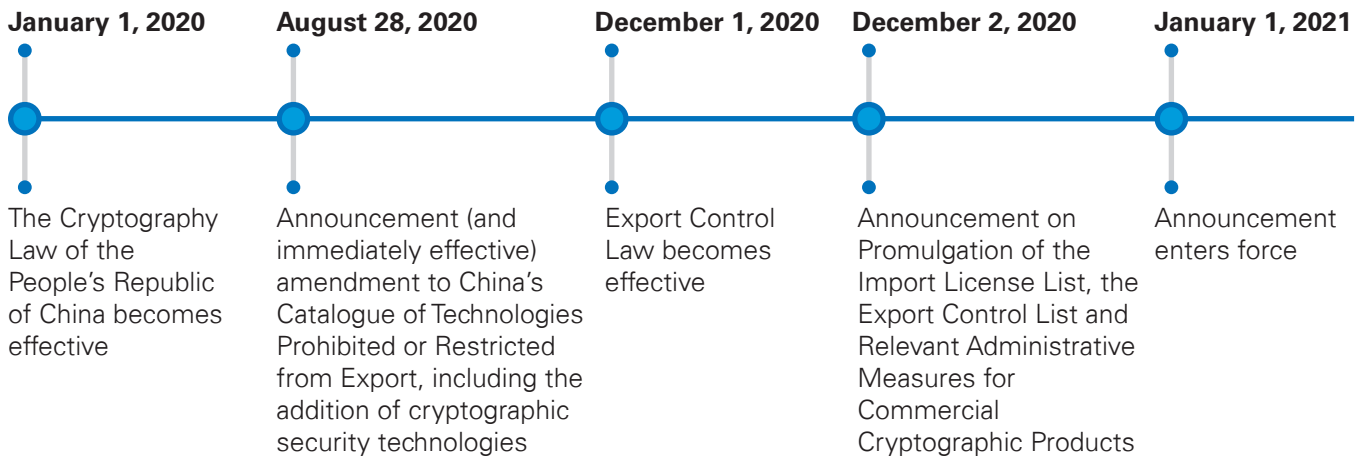 January 1, 2020
August 28, 2020
December 1, 2020
December 2, 2020
January 1, 2021
The Cryptography
Law of the
People’s Republic
of China becomes
effective
Announcement (and
immediately effective)
amendment to China’s
Catalogue of Technologies
Prohibited or Restricted
from Export, including the
addition of cryptographic
security technologies
Export Control
Law becomes
effective
Announcement on
Promulgation of the
Import License List, the
Export Control List and
Relevant Administrative
Measures for
Commercial
Cryptographic Products
Announcement
enters force